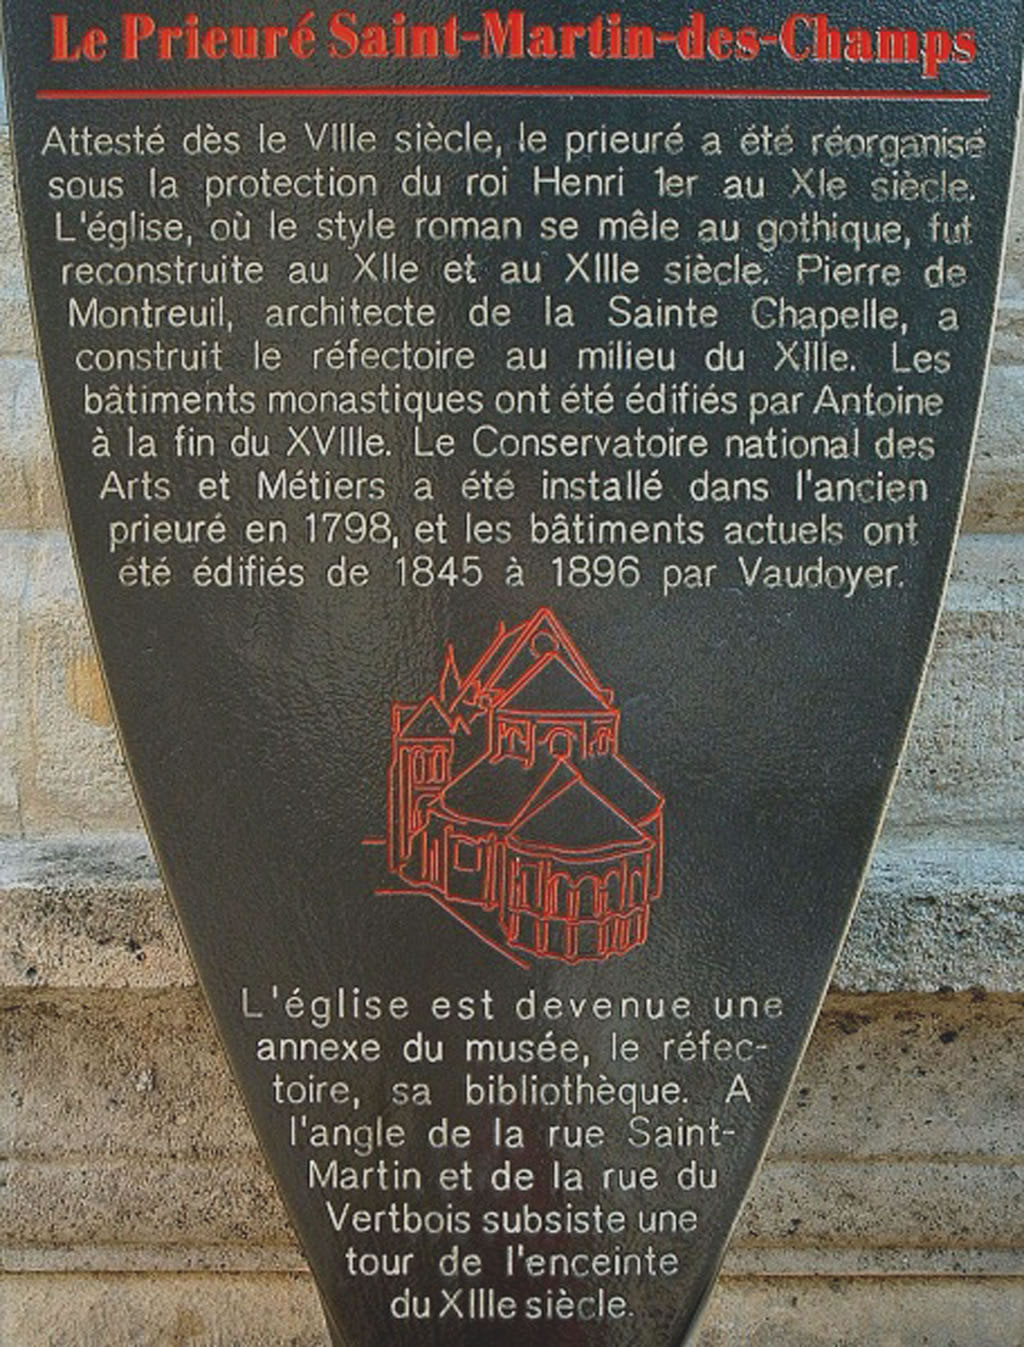 Le Prieuré Saint-Martin-des-Champs
Attesté dès le VIIIe siècle, le prieuré a été réorganisé
sous la protection du roi Henri 1er au XIe siècle.
L'église, où le style roman se mêle au gothique, fut
reconstruite au XIIe et au XIIIe siècle. Pierre de
Montreuil, architecte de la Sainte Chapelle, a
construit le réfectoire au milieu du XIIIe. Les
bâtiments monastiques ont été édifiés par Antoine
à la fin du XVIIIe. Le Conservatoire national des
Arts et Métiers a été installé dans l'ancien
prieuré en 1798, et les bâtiments actuels ont
été édifiés de 1845 à 1896 par Vaudoyer.
L'église est devenue une
annexe du musée, le réfec-
toire, sa bibliothèque. A
l'angle de la rue Saint-
Martin et de la rue du
Vertbois subsiste une
tour de l'enceinte
du XIIIe siècle.